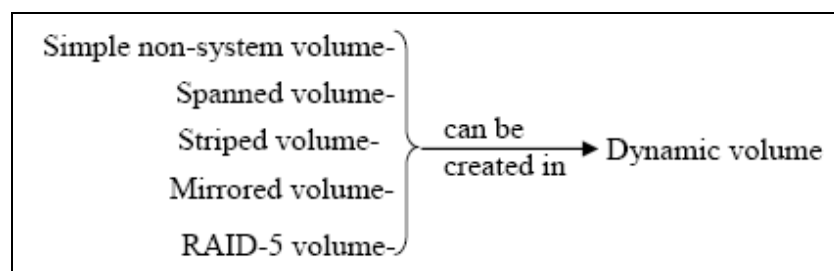 Simple non-system volume-
Spanned volume-
Striped volume-
Mirrored volume-
RAID-5 volume-
can be
created in
Dynamic volume